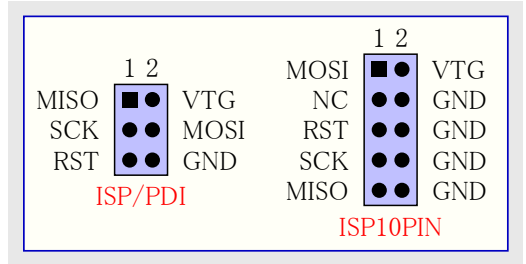 1 2
MISO VTG
SCK MOSI
RST GND
ISP/PDI
1 2
MOSI VTG
NC GND
RST GND
SCK GND
MISO GND
ISP10PIN